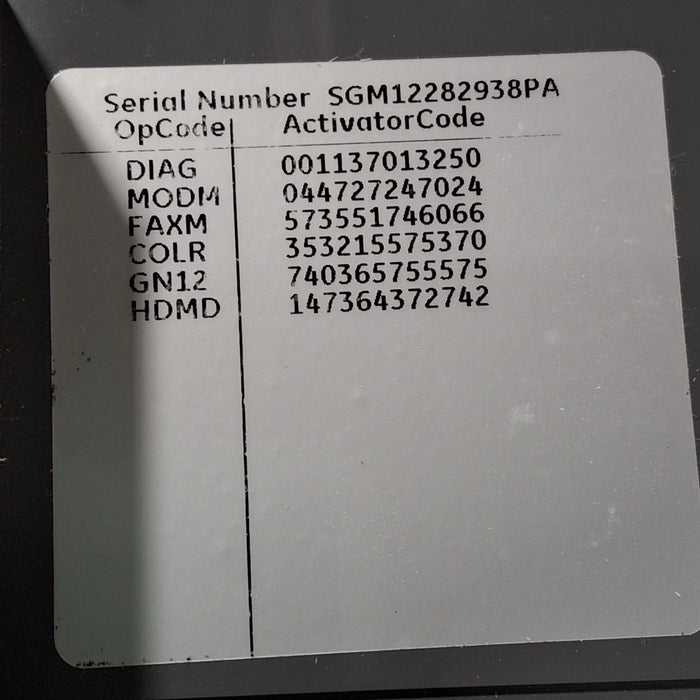 Serial Number SGM12282938PA
OpCode ActivatorCode
DIAG 001137013250
MODM 044727247024
FAXM 573551746066
COLR 353215575370
GN12 740365755575
HDMD 147364372742